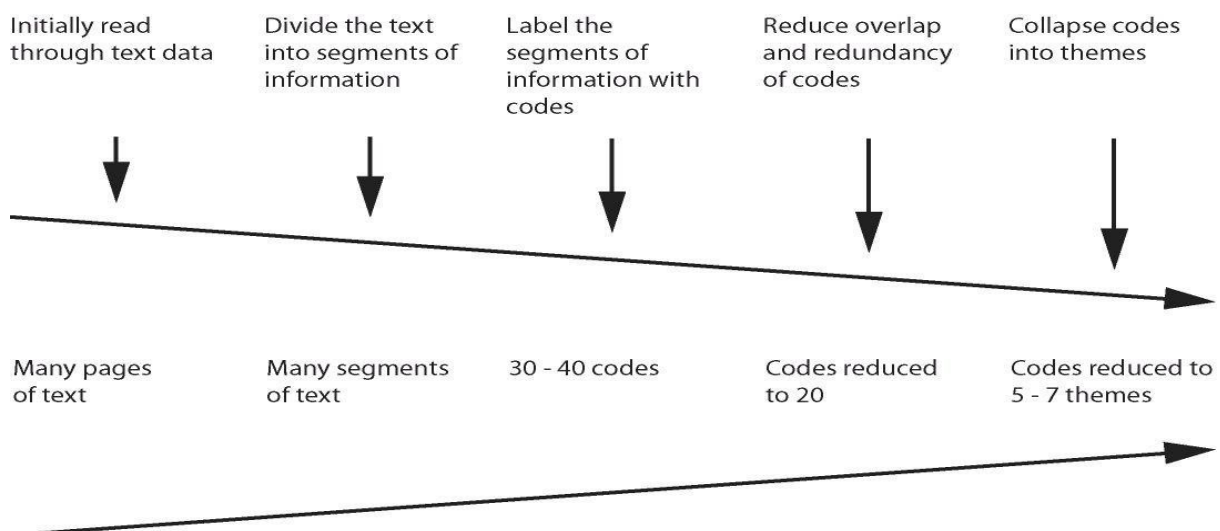 Initially read
through text data
Divide the text
into segments of
information
Label the
segments of
information with
codes
Reduce overlap
and redundancy
of codes
Collapse codes
into themes
Many pages
of text
Many segments
of text
30 - 40 codes
Codes reduced
to 20
Codes reduced to
5 - 7 themes